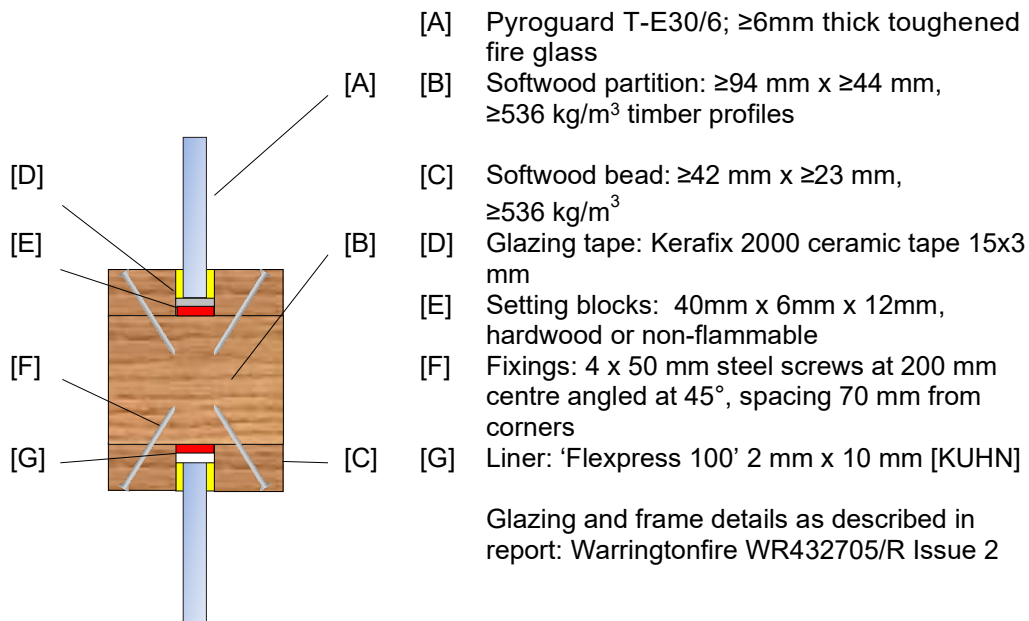 [A] Pyroguard T-E30/6; ≥6mm thick toughened
fire glass
[A]
[B] Softwood partition: ≥94 mm x ≥44 mm,
≥536 kg/m³ timber profiles
[D]
[C] Softwood bead: ≥42 mm x ≥23 mm,
≥536 kg/m³
[E]
[B]
[D] Glazing tape: Kerafix 2000 ceramic tape 15x3
mm
[E] Setting blocks: 40mm x 6mm x 12mm,
hardwood or non-flammable
[F]
[F] Fixings: 4 x 50 mm steel screws at 200 mm
centre angled at 45°, spacing 70 mm from
corners
[G]
[C]
[G] Liner: ‘Flexpress 100’ 2 mm x 10 mm [KUHN]
Glazing and frame details as described in
report: Warringtonfire WR432705/R Issue 2